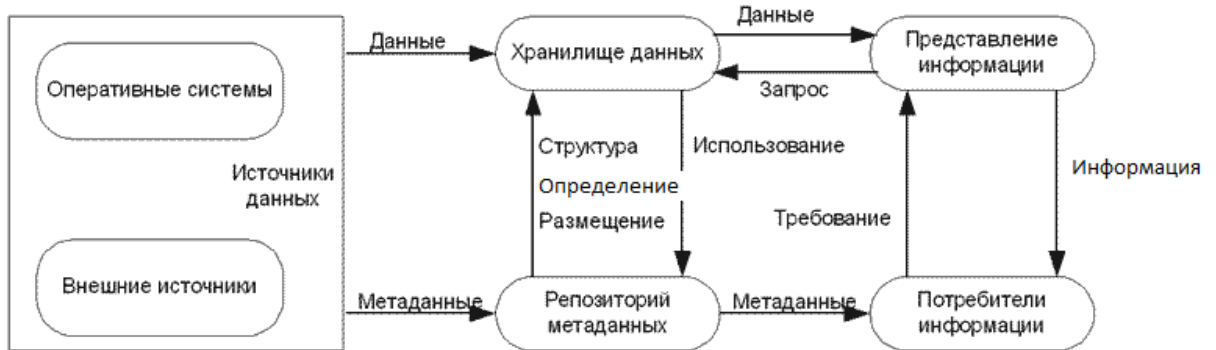 Данные
Данные
Хранилище данных
Представление
информации
Оперативные системы
Запрос
Структура
Использование
Источники
данных
Определение
Информация
Размещение
Требование
Внешние источники
Метаданные
Репозиторий
метаданных
Метаданные
Потребители
информации